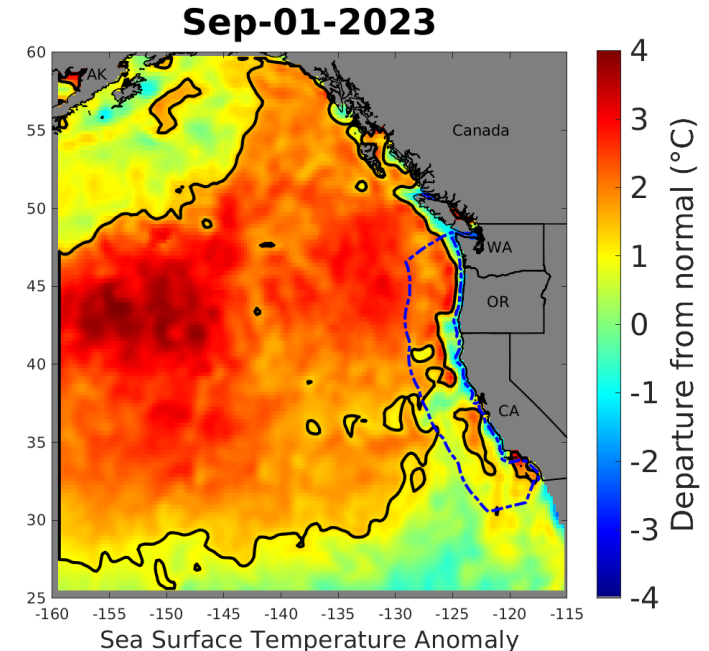 Sep-01-2023
60
55
50
45
40
35
30
25
-160 -155 -150 -145 -140 -135 -130 -125 -120 -115
Sea Surface Temperature Anomaly
AK
Canada
WA
OR
CA
4
3
2
1
0
-1
-2
-3
-4
Departure from normal (°C)